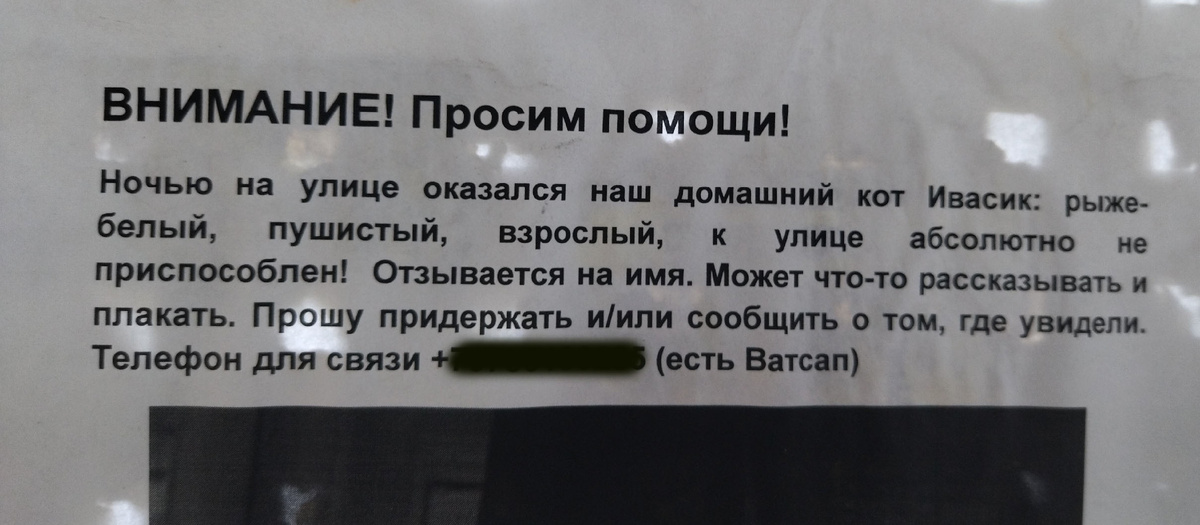 ВНИМАНИЕ! Просим помощи!
Ночью на улице оказался наш домашний кот Ивасик: рыже-
белый, пушистый, взрослый, к улице абсолютно не
приспособлен! Отзывается на имя. Может что-то рассказывать и
плакать. Прошу придержать и/или сообщить о том, где увидели.
Телефон для связи + (есть Ватсап)